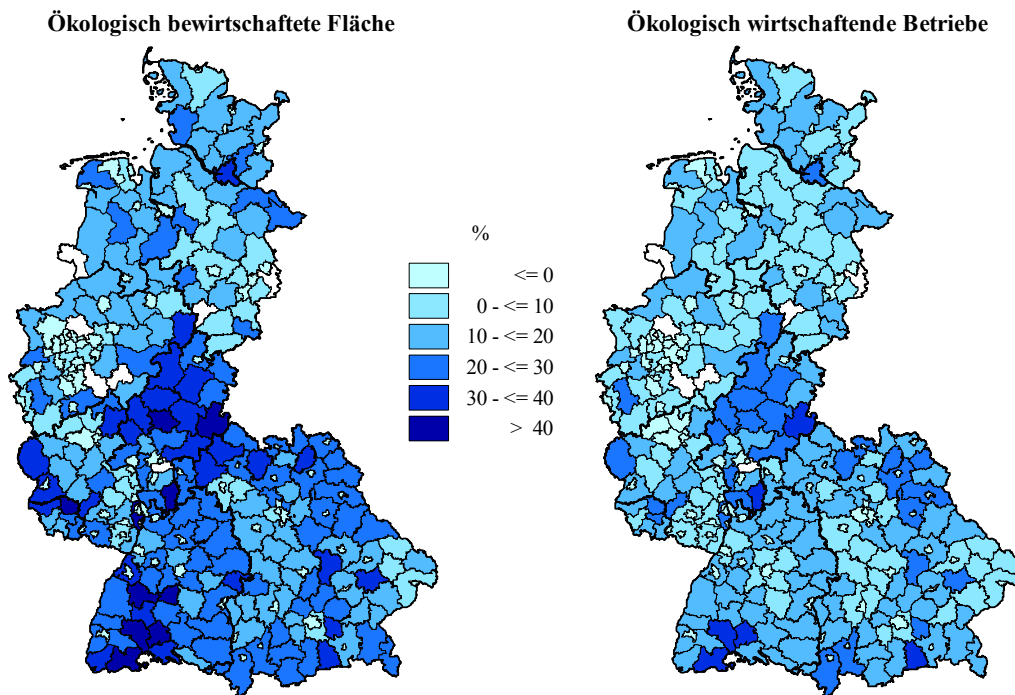 Ökologisch bewirtschaftete Fläche
Ökologisch wirtschaftende Betriebe
%
<= 0
0 - <= 10
10 - <= 20
20 - <= 30
30 - <= 40
> 40